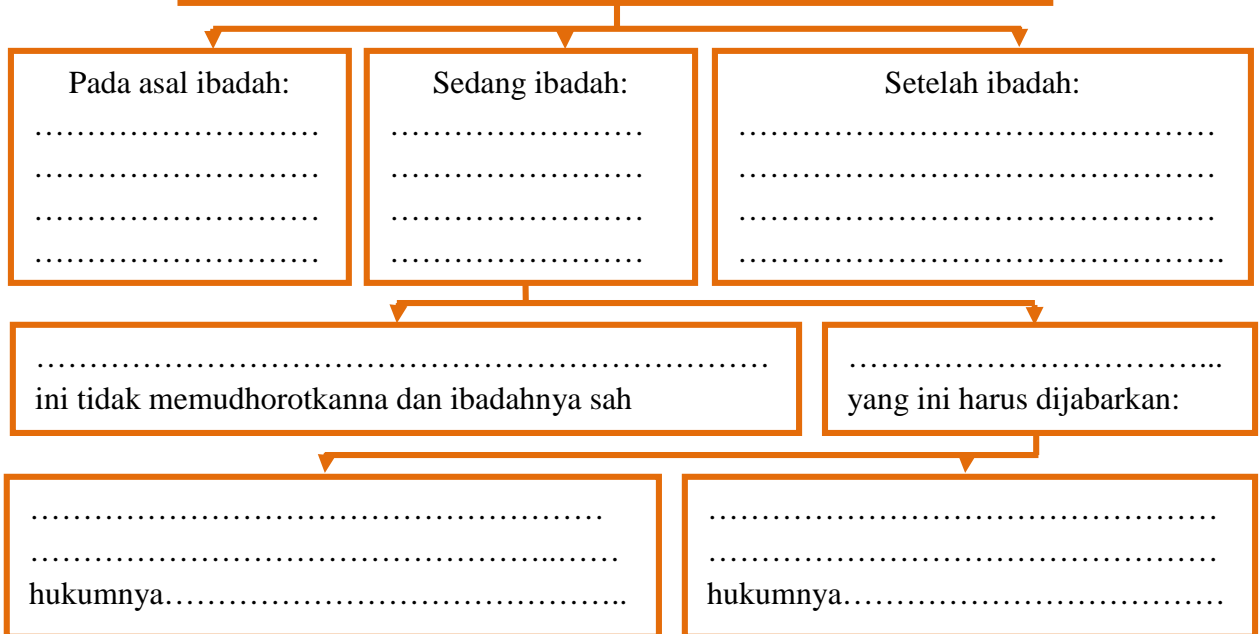 Pada asal ibadah:
………………………
………………………
………………………
………………………
Sedang ibadah:
……………………
……………………
……………………
……………………
Setelah ibadah:
………………………………………
………………………………………
………………………………………
……………………………………….
……………………………………………………………
ini tidak memudhorotkanna dan ibadahnya sah
……………………………...
yang ini harus dijabarkan:
………………………………………………
…………………………………………..……
hukumnya……………………………………..
…………………………………………
…………………………………………
hukumnya………………………………